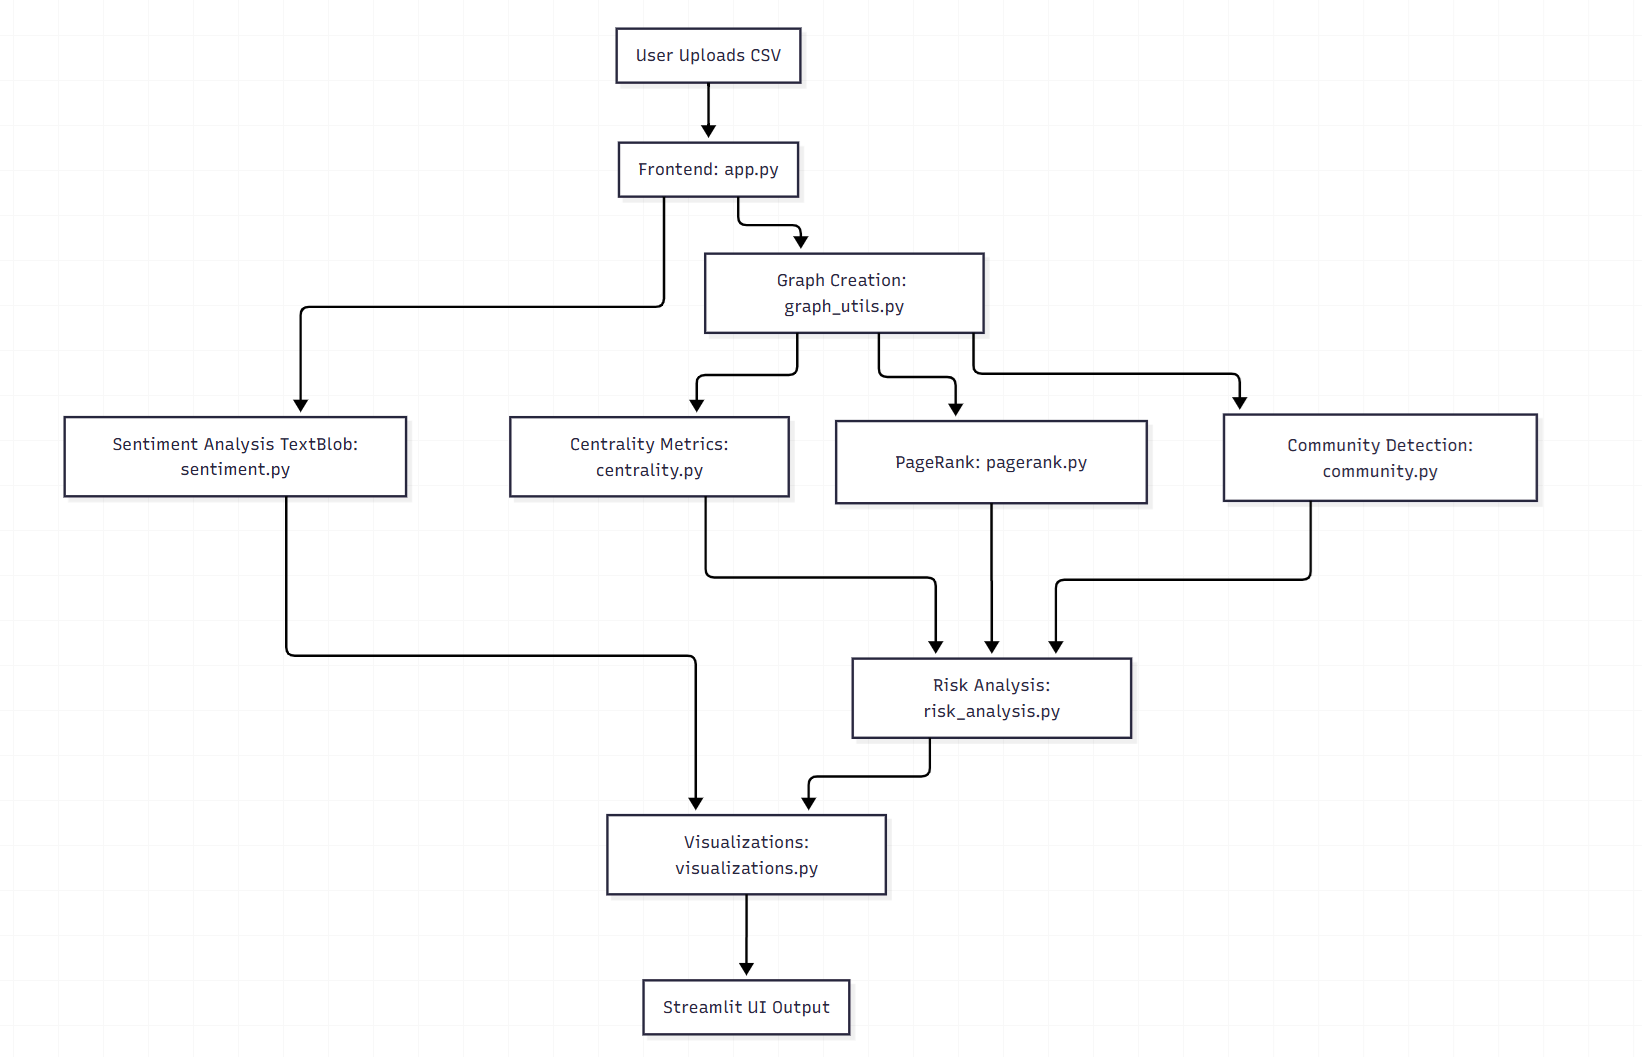 User Uploads CSV
Frontend: app.py
Graph Creation:
graph_utils.py
Sentiment Analysis TextBlob:
sentiment.py
Centrality Metrics:
centrality.py
PageRank: pagerank.py
Community Detection:
community.py
Risk Analysis:
risk_analysis.py
Visualizations:
visualizations.py
Streamlit UI Output